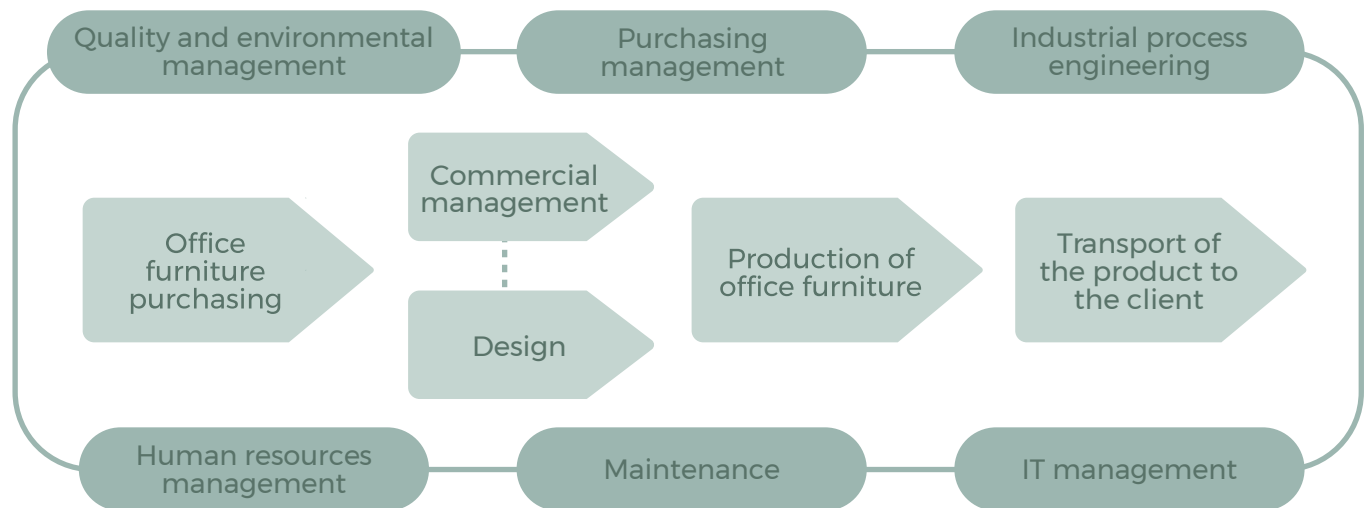 Quality and environmental
management
Purchasing
management
Industrial process
engineering
Office
furniture
purchasing
Commercial
management
Design
Production of
office furniture
Transport of
the product to
the client
Human resources
management
Maintenance
IT management